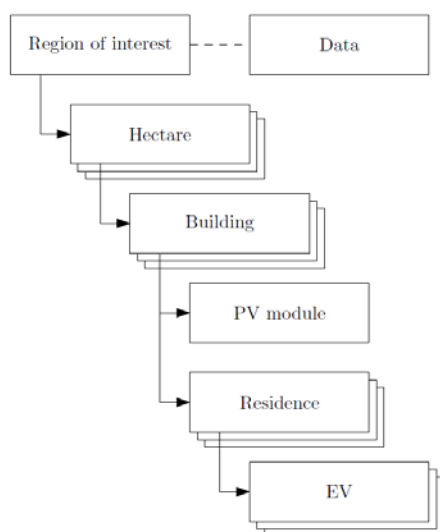 Region of interest
Data
Hectare
Building
PV module
Residence
EV